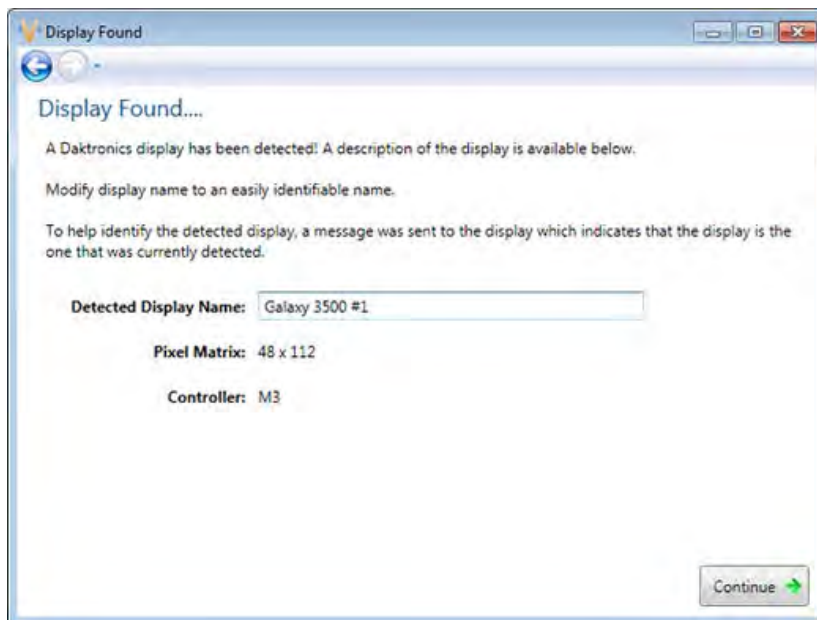 Display Found
Display Found....
A Daktronics display has been detected! A description of the display is available below.
Modify display name to an easily identifiable name.
To help identify the detected display, a message was sent to the display which indicates that the display is the
one that was currently detected.
Detected Display Name: Galaxy 3500 #1
Pixel Matrix: 48 x 112
Controller: M3
Continue